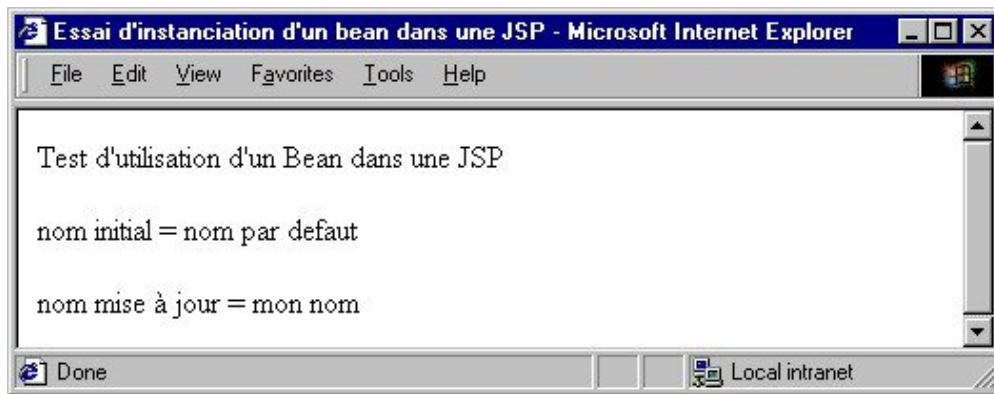 Essai d'instanciation d'un bean dans une JSP - Microsoft Internet Explorer
File Edit View Favorites Tools Help
Test d'utilisation d'un Bean dans une JSP
nom initial = nom par defaut
nom mise à jour = mon nom
Done Local intranet